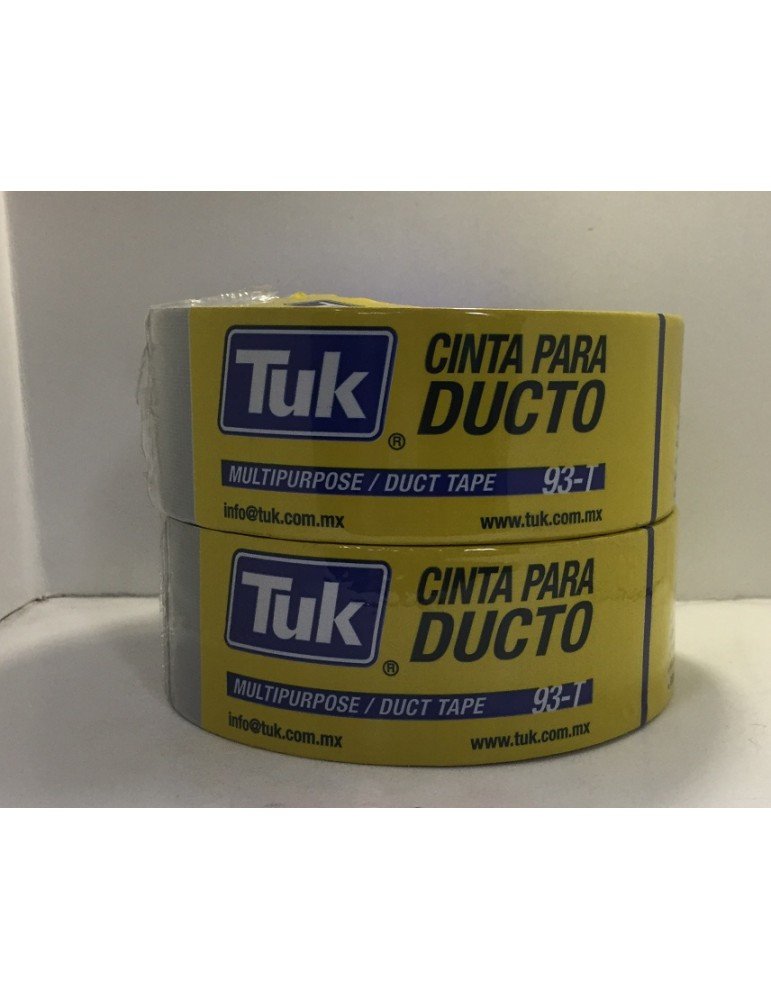 Tuk
®
CINTA PARA
DUCTO
MULTIPURPOSE / DUCT TAPE 93-T
info@tuk.com.mx www.tuk.com.mx
Tuk
®
CINTA PARA
DUCTO
MULTIPURPOSE / DUCT TAPE 93-T
info@tuk.com.mx www.tuk.com.mx